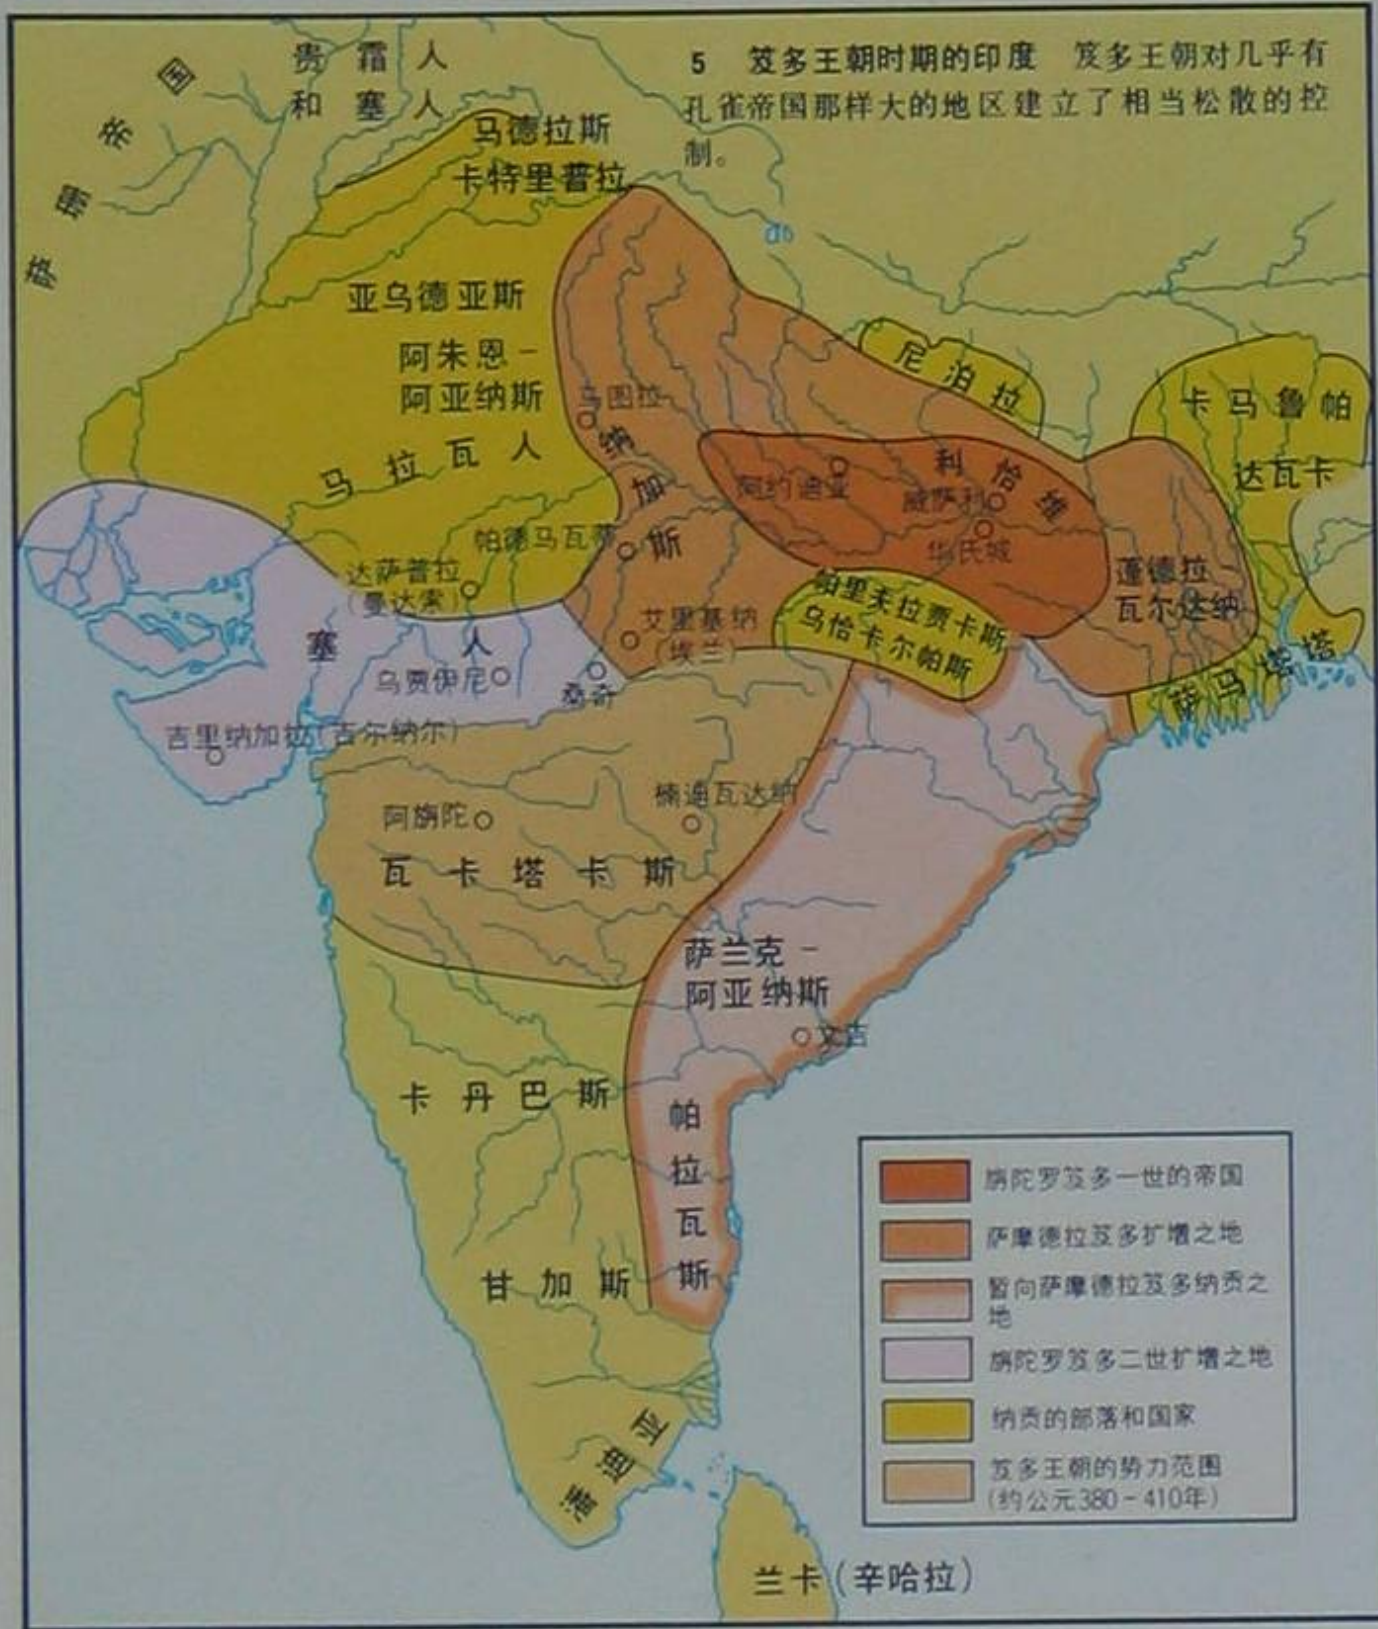 5 笈多王朝时期的印度 笈多王朝对几乎有
孔雀帝国那样大的地区建立了相当松散的控
制。
贵霜人
和塞人
萨珊帝国
马德拉斯
卡特里普拉
亚乌德亚斯
阿朱恩-
阿亚纳斯
马图拉
纳加斯
马拉瓦人
尼泊拉
卡马鲁帕
达瓦卡
利恰维
阿约迪亚
威萨利
华氏城
帕德马瓦蒂
达萨普拉
(曼达索)
蓬德拉
瓦尔达纳
帕里夫拉贾卡斯
乌恰卡尔帕斯
艾里基纳
(埃兰)
塞人
乌贾伊尼
桑奇
萨马塔塔
吉里纳加拉(吉尔纳尔)
阿旃陀
楠迪瓦达纳
瓦卡塔卡斯
萨兰克-
阿亚纳斯
文吉
卡丹巴斯
帕拉瓦斯
甘加斯
潘迪亚
兰卡(辛哈拉)
旃陀罗笈多一世的帝国
萨摩德拉笈多扩增之地
暂向萨摩德拉笈多纳贡之
地
旃陀罗笈多二世扩增之地
纳贡的部落和国家
笈多王朝的势力范围
(约公元380-410年)